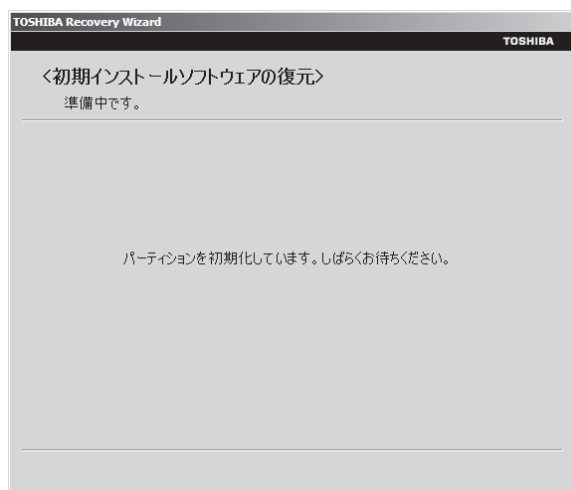 TOSHIBA Recovery Wizard
TOSHIBA
<初期インストールソフトウェアの復元>
準備中です。
パーティションを初期化しています。しばらくお待ちください。